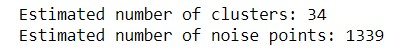 Estimated number of clusters: 34
Estimated number of noise points: 1339